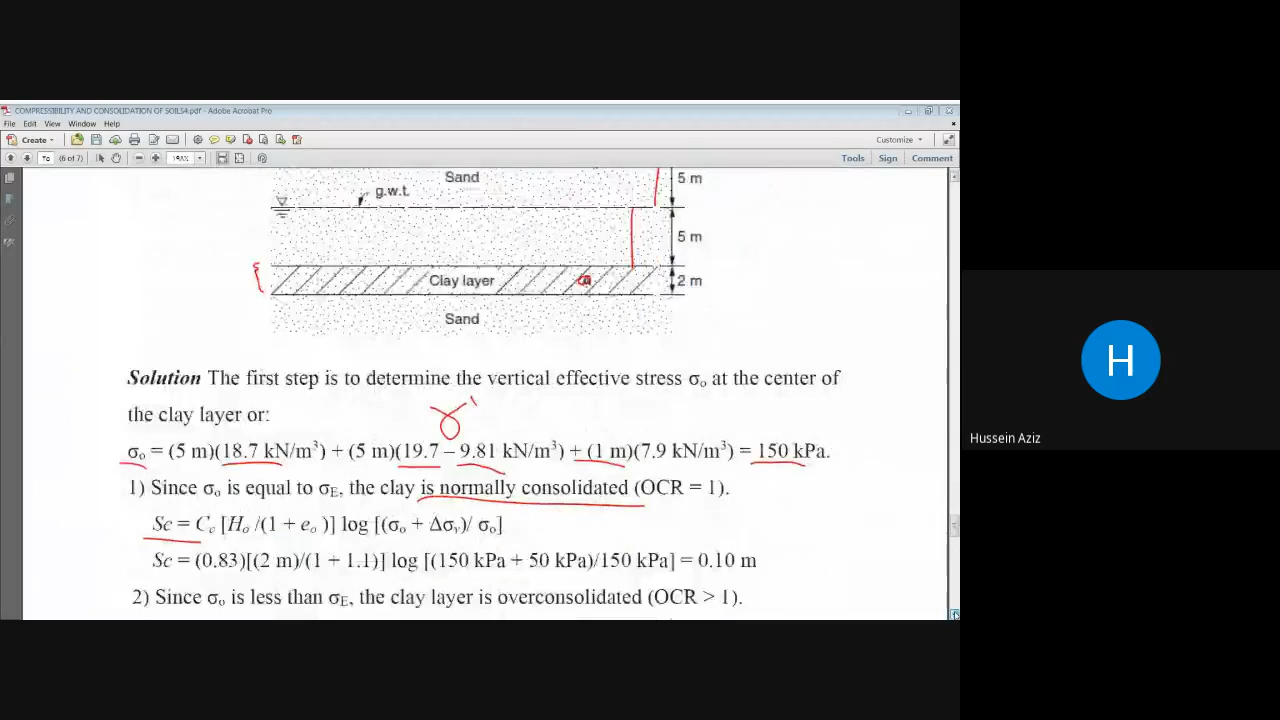 COMPRESSIBILITY AND CONSOLIDATION OF SOILS4.pdf - Adobe Acrobat Pro
File Edit View Window Help
Create Customize
(6 of 7) Tools Sign Comment
Sand 5 m
g.w.t.
5 m
Clay layer 2 m
Sand
Solution The first step is to determine the vertical effective stress σₒ at the center of
the clay layer or:
γ'
σₒ = (5 m)(18.7 kN/m³) + (5 m)(19.7 – 9.81 kN/m³) + (1 m)(7.9 kN/m³) = 150 kPa.
1) Since σₒ is equal to σE, the clay is normally consolidated (OCR = 1).
Sc = Cc [Hₒ /(1 + eₒ )] log [(σₒ + Δσᵥ)/ σₒ]
Sc = (0.83)[(2 m)/(1 + 1.1)] log [(150 kPa + 50 kPa)/150 kPa] = 0.10 m
2) Since σₒ is less than σE, the clay layer is overconsolidated (OCR > 1).
H
Hussein Aziz